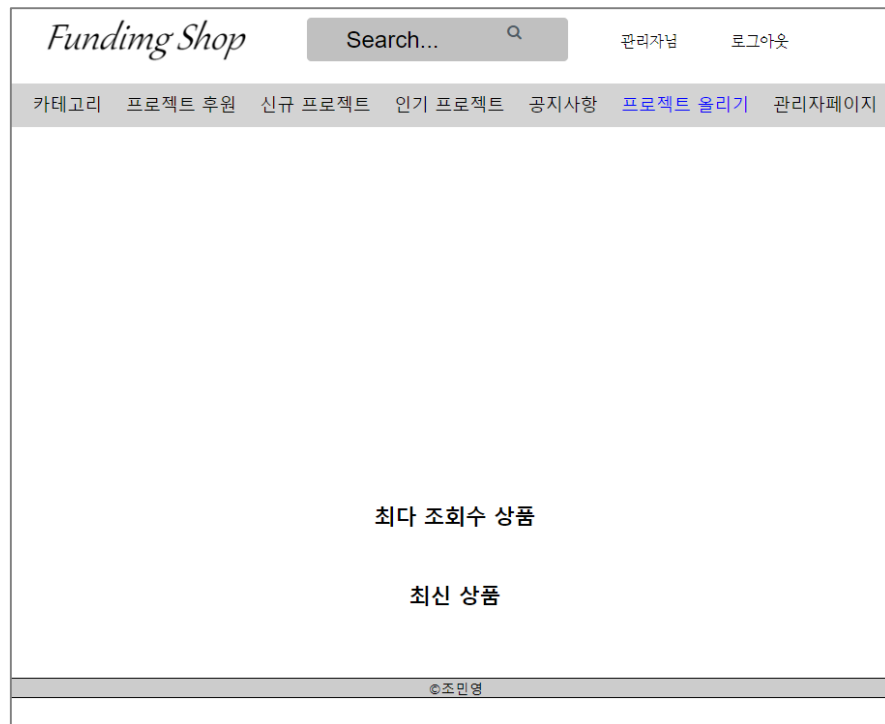 Fundimg Shop Search... 관리자님 로그아웃
카테고리 프로젝트 후원 신규 프로젝트 인기 프로젝트 공지사항 프로젝트 올리기 관리자페이지
최다 조회수 상품
최신 상품
©조민영